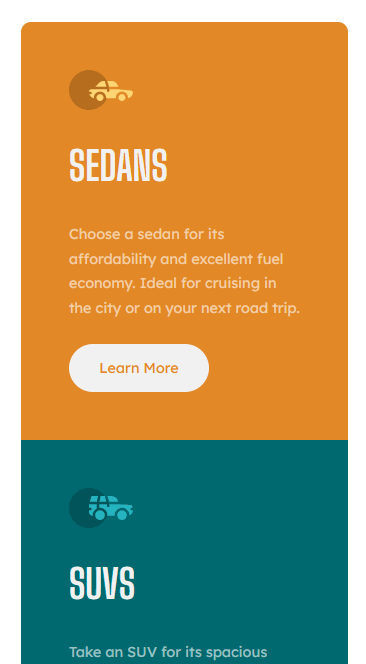 SEDANS
Choose a sedan for its
affordability and excellent fuel
economy. Ideal for cruising in
the city or on your next road trip.
Learn More
SUVS
Take an SUV for its spacious